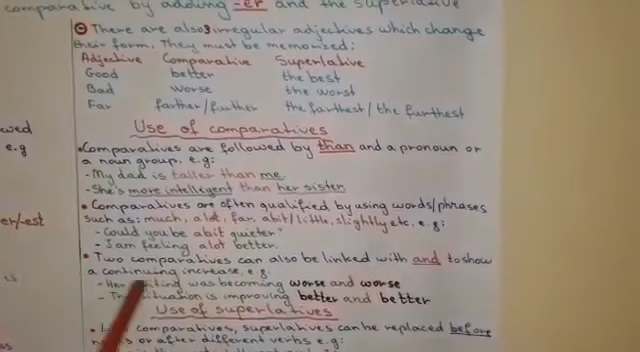 comparative by adding -er and the superlative
There are also 3 irregular adjectives which change
their form. They must be memorized:
Adjective Comparative Superlative
Good better the best
Bad worse the worst
Far farther/further the farthest/the furthest
Use of comparatives
• Comparatives are followed by than and a pronoun or
a noun group. e.g:
- My dad is taller than me.
- She's more intelligent than her sister
• Comparatives are often qualified by using words/phrases
such as: much, a lot, far, abit/little, slightly etc. e.g:
- Could you be abit quieter?
- I am feeling alot better.
• Two comparatives can also be linked with and to show
a continuing increase. e.g
- Her was becoming worse and worse
- The situation is improving better and better
Use of superlatives
• comparatives, superlatives can be replaced before
or after different verbs e.g:
owed
e.g
er/-est